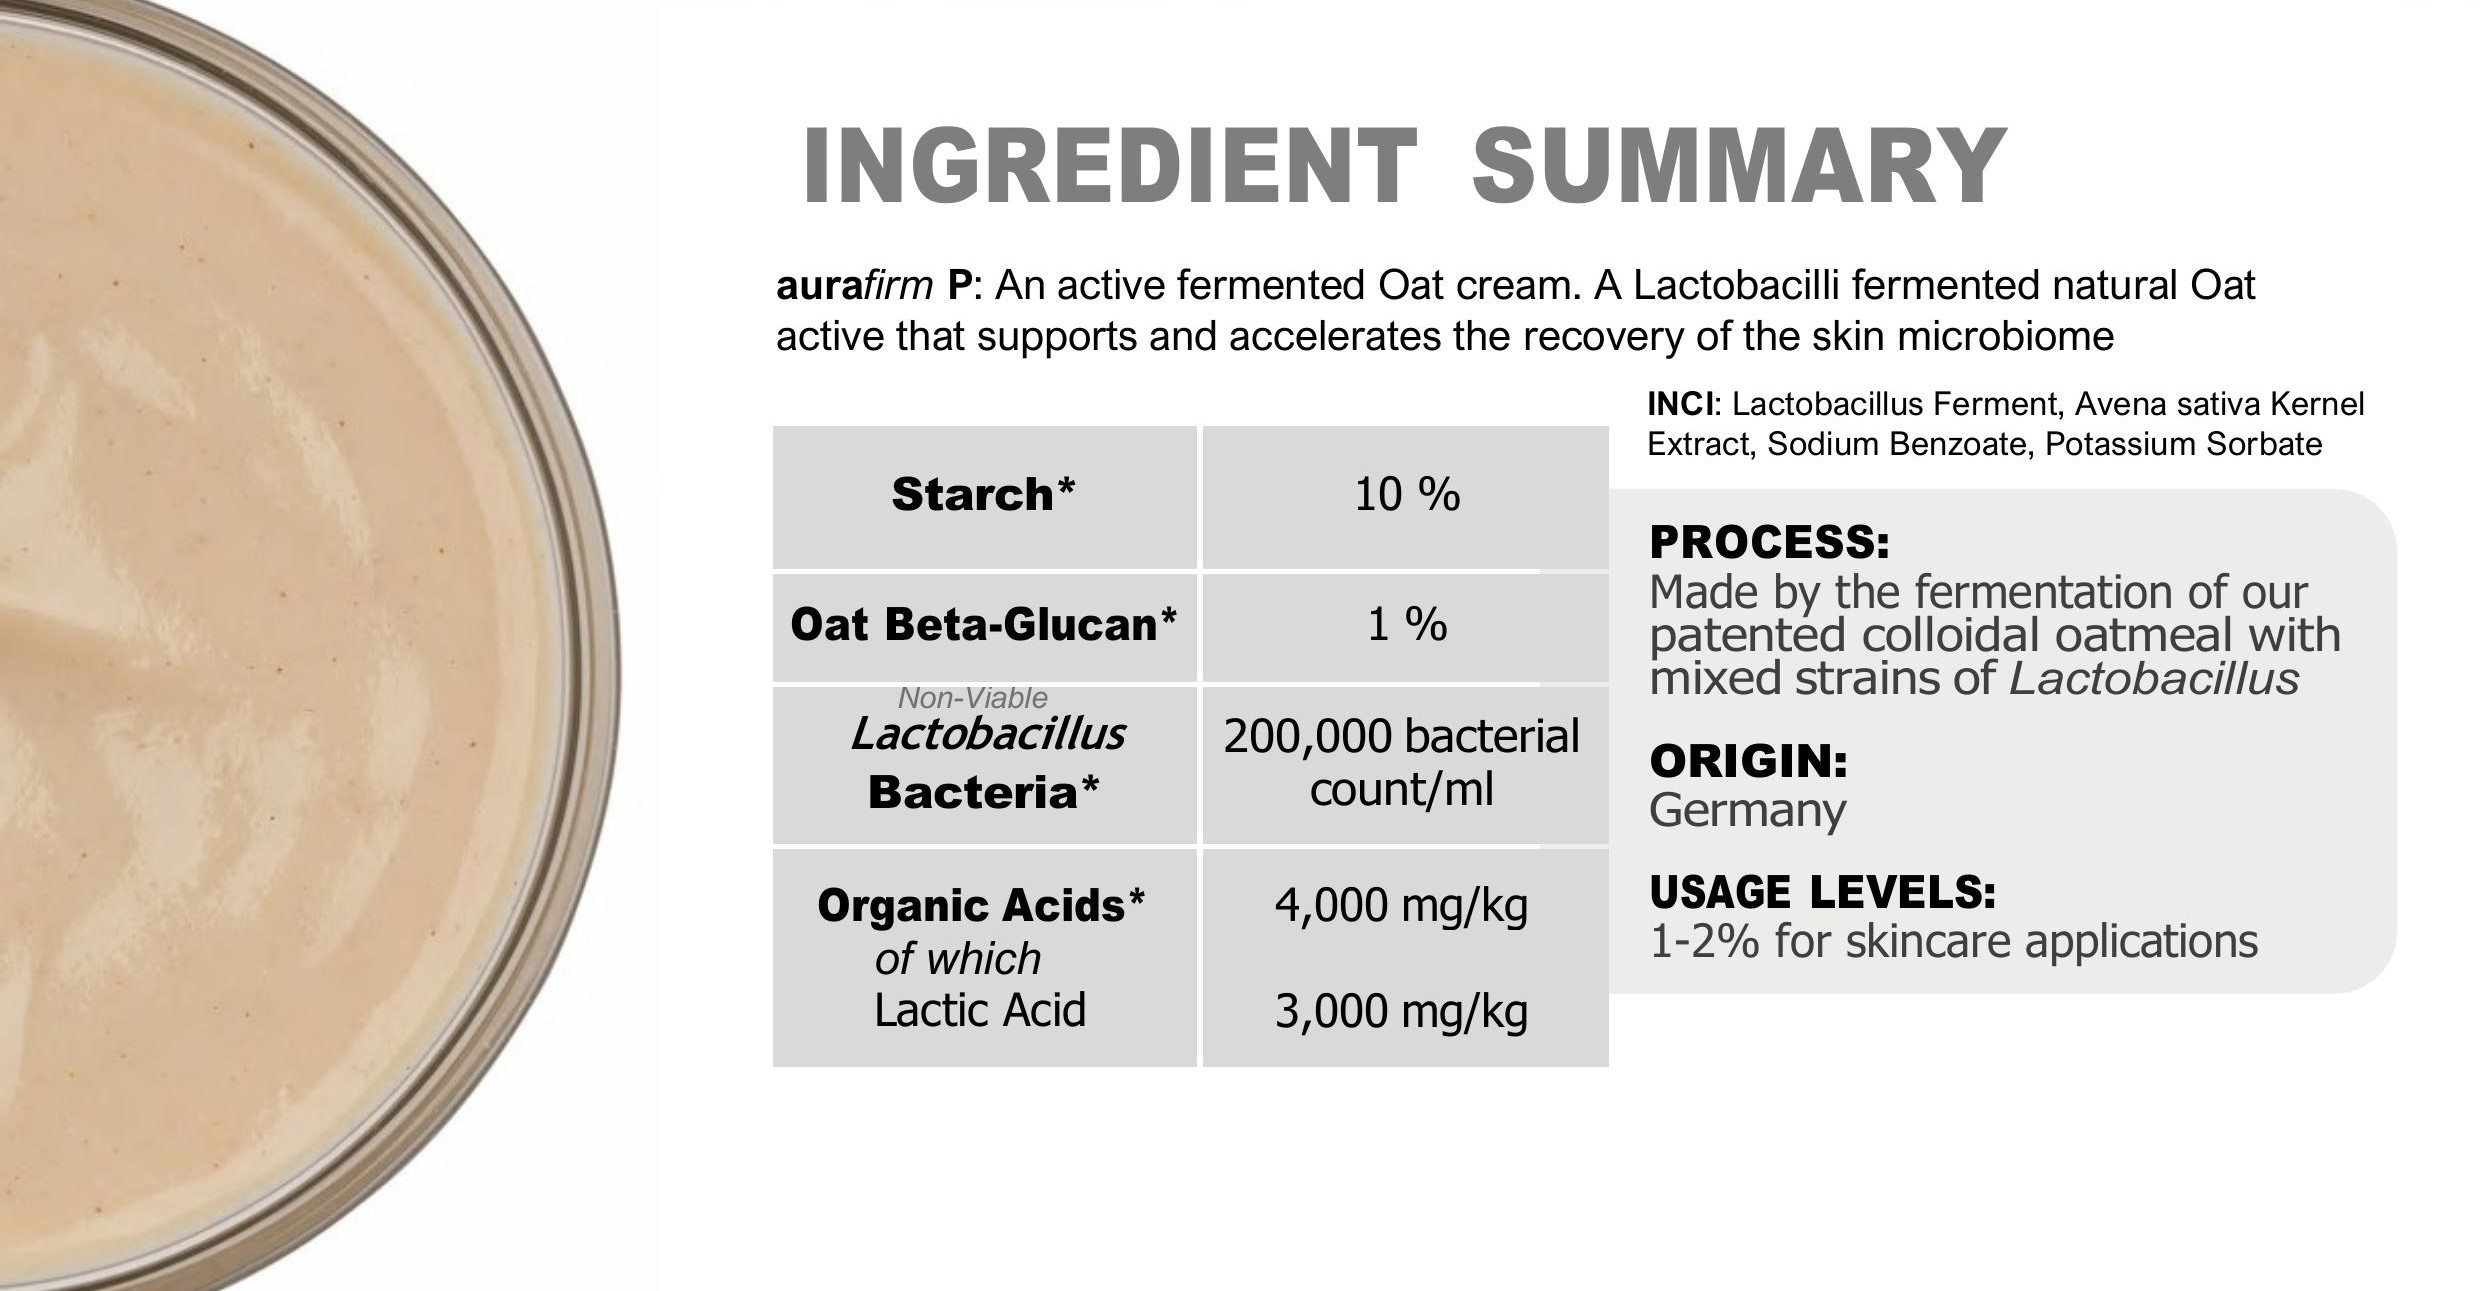 INGREDIENT SUMMARY
aurafirm P: An active fermented Oat cream. A Lactobacilli fermented natural Oat
active that supports and accelerates the recovery of the skin microbiome
INCI: Lactobacillus Ferment, Avena sativa Kernel
Extract, Sodium Benzoate, Potassium Sorbate
Starch* 10 %
Oat Beta-Glucan* 1 %
Non-Viable
Lactobacillus
Bacteria*
200,000 bacterial
count/ml
Organic Acids* 4,000 mg/kg
of which
Lactic Acid 3,000 mg/kg
PROCESS:
Made by the fermentation of our
patented colloidal oatmeal with
mixed strains of Lactobacillus
ORIGIN:
Germany
USAGE LEVELS:
1-2% for skincare applications